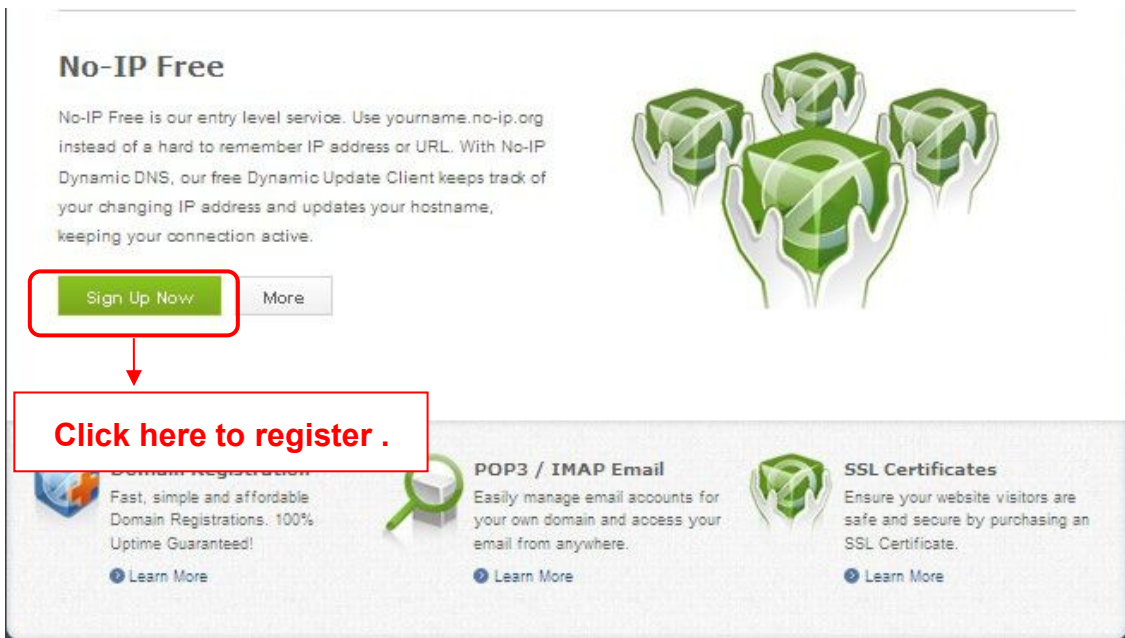 No-IP Free
No-IP Free is our entry level service. Use yourname.no-ip.org
instead of a hard to remember IP address or URL. With No-IP
Dynamic DNS, our free Dynamic Update Client keeps track of
your changing IP address and updates your hostname,
keeping your connection active.
Sign Up Now
More
Click here to register .
Domain Registration
Fast, simple and affordable
Domain Registrations. 100%
Uptime Guaranteed!
Learn More
POP3 / IMAP Email
Easily manage email accounts for
your own domain and access your
email from anywhere.
Learn More
SSL Certificates
Ensure your website visitors are
safe and secure by purchasing an
SSL Certificate.
Learn More